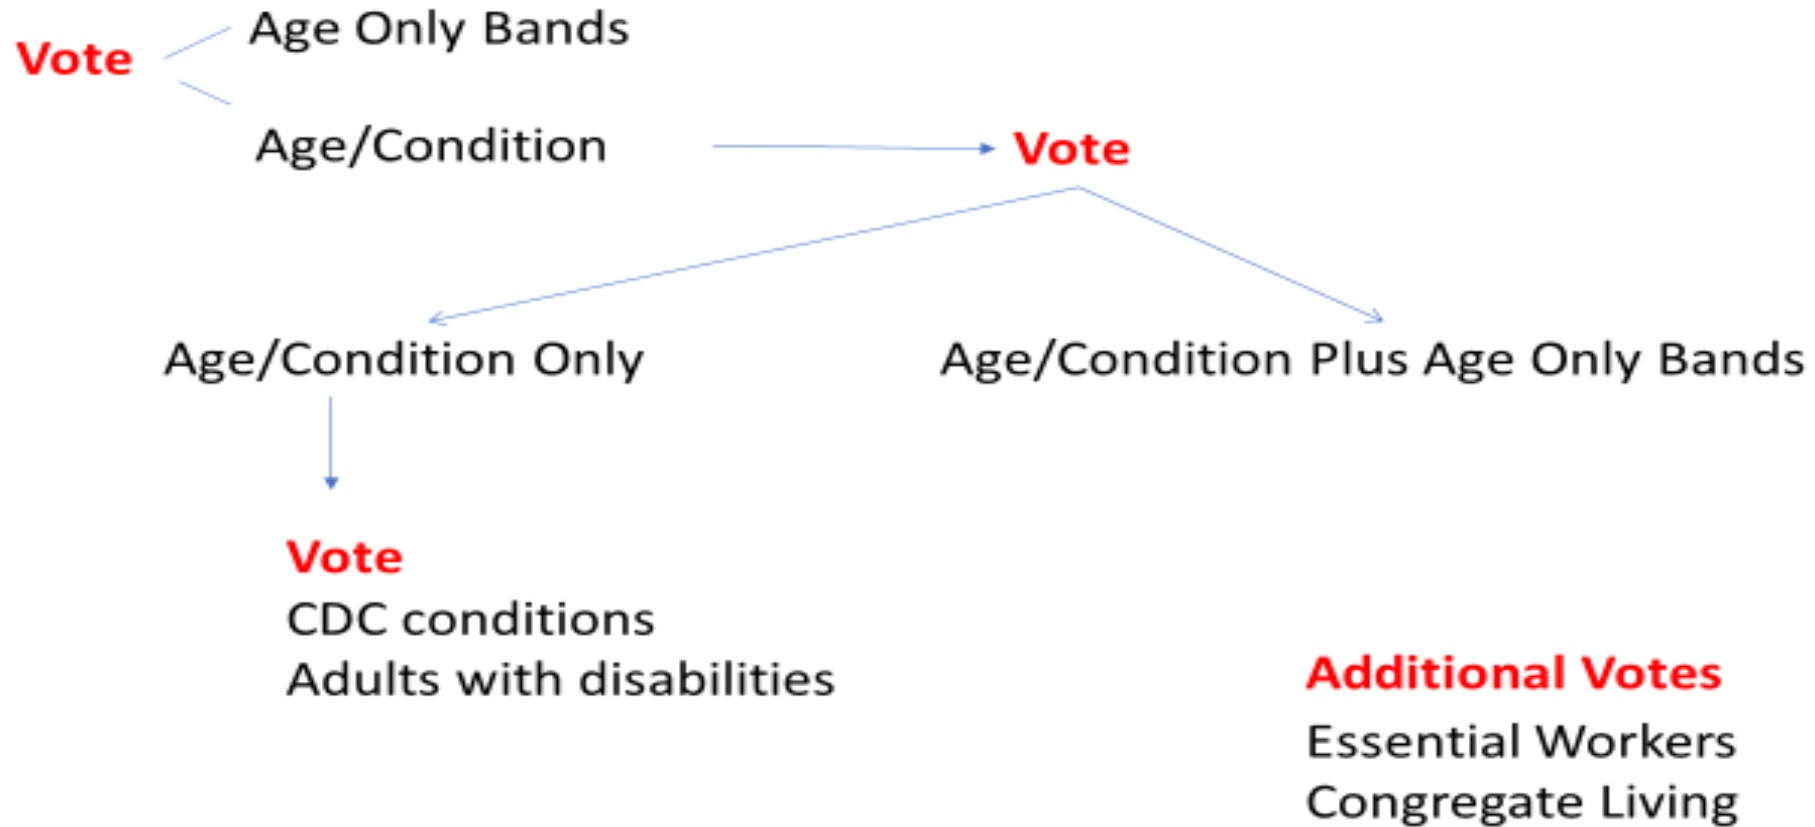 Age Only Bands
Vote
Age/Condition
Vote
Age/Condition Only
Age/Condition Plus Age Only Bands
Vote
CDC conditions
Adults with disabilities
Additional Votes
Essential Workers
Congregate Living